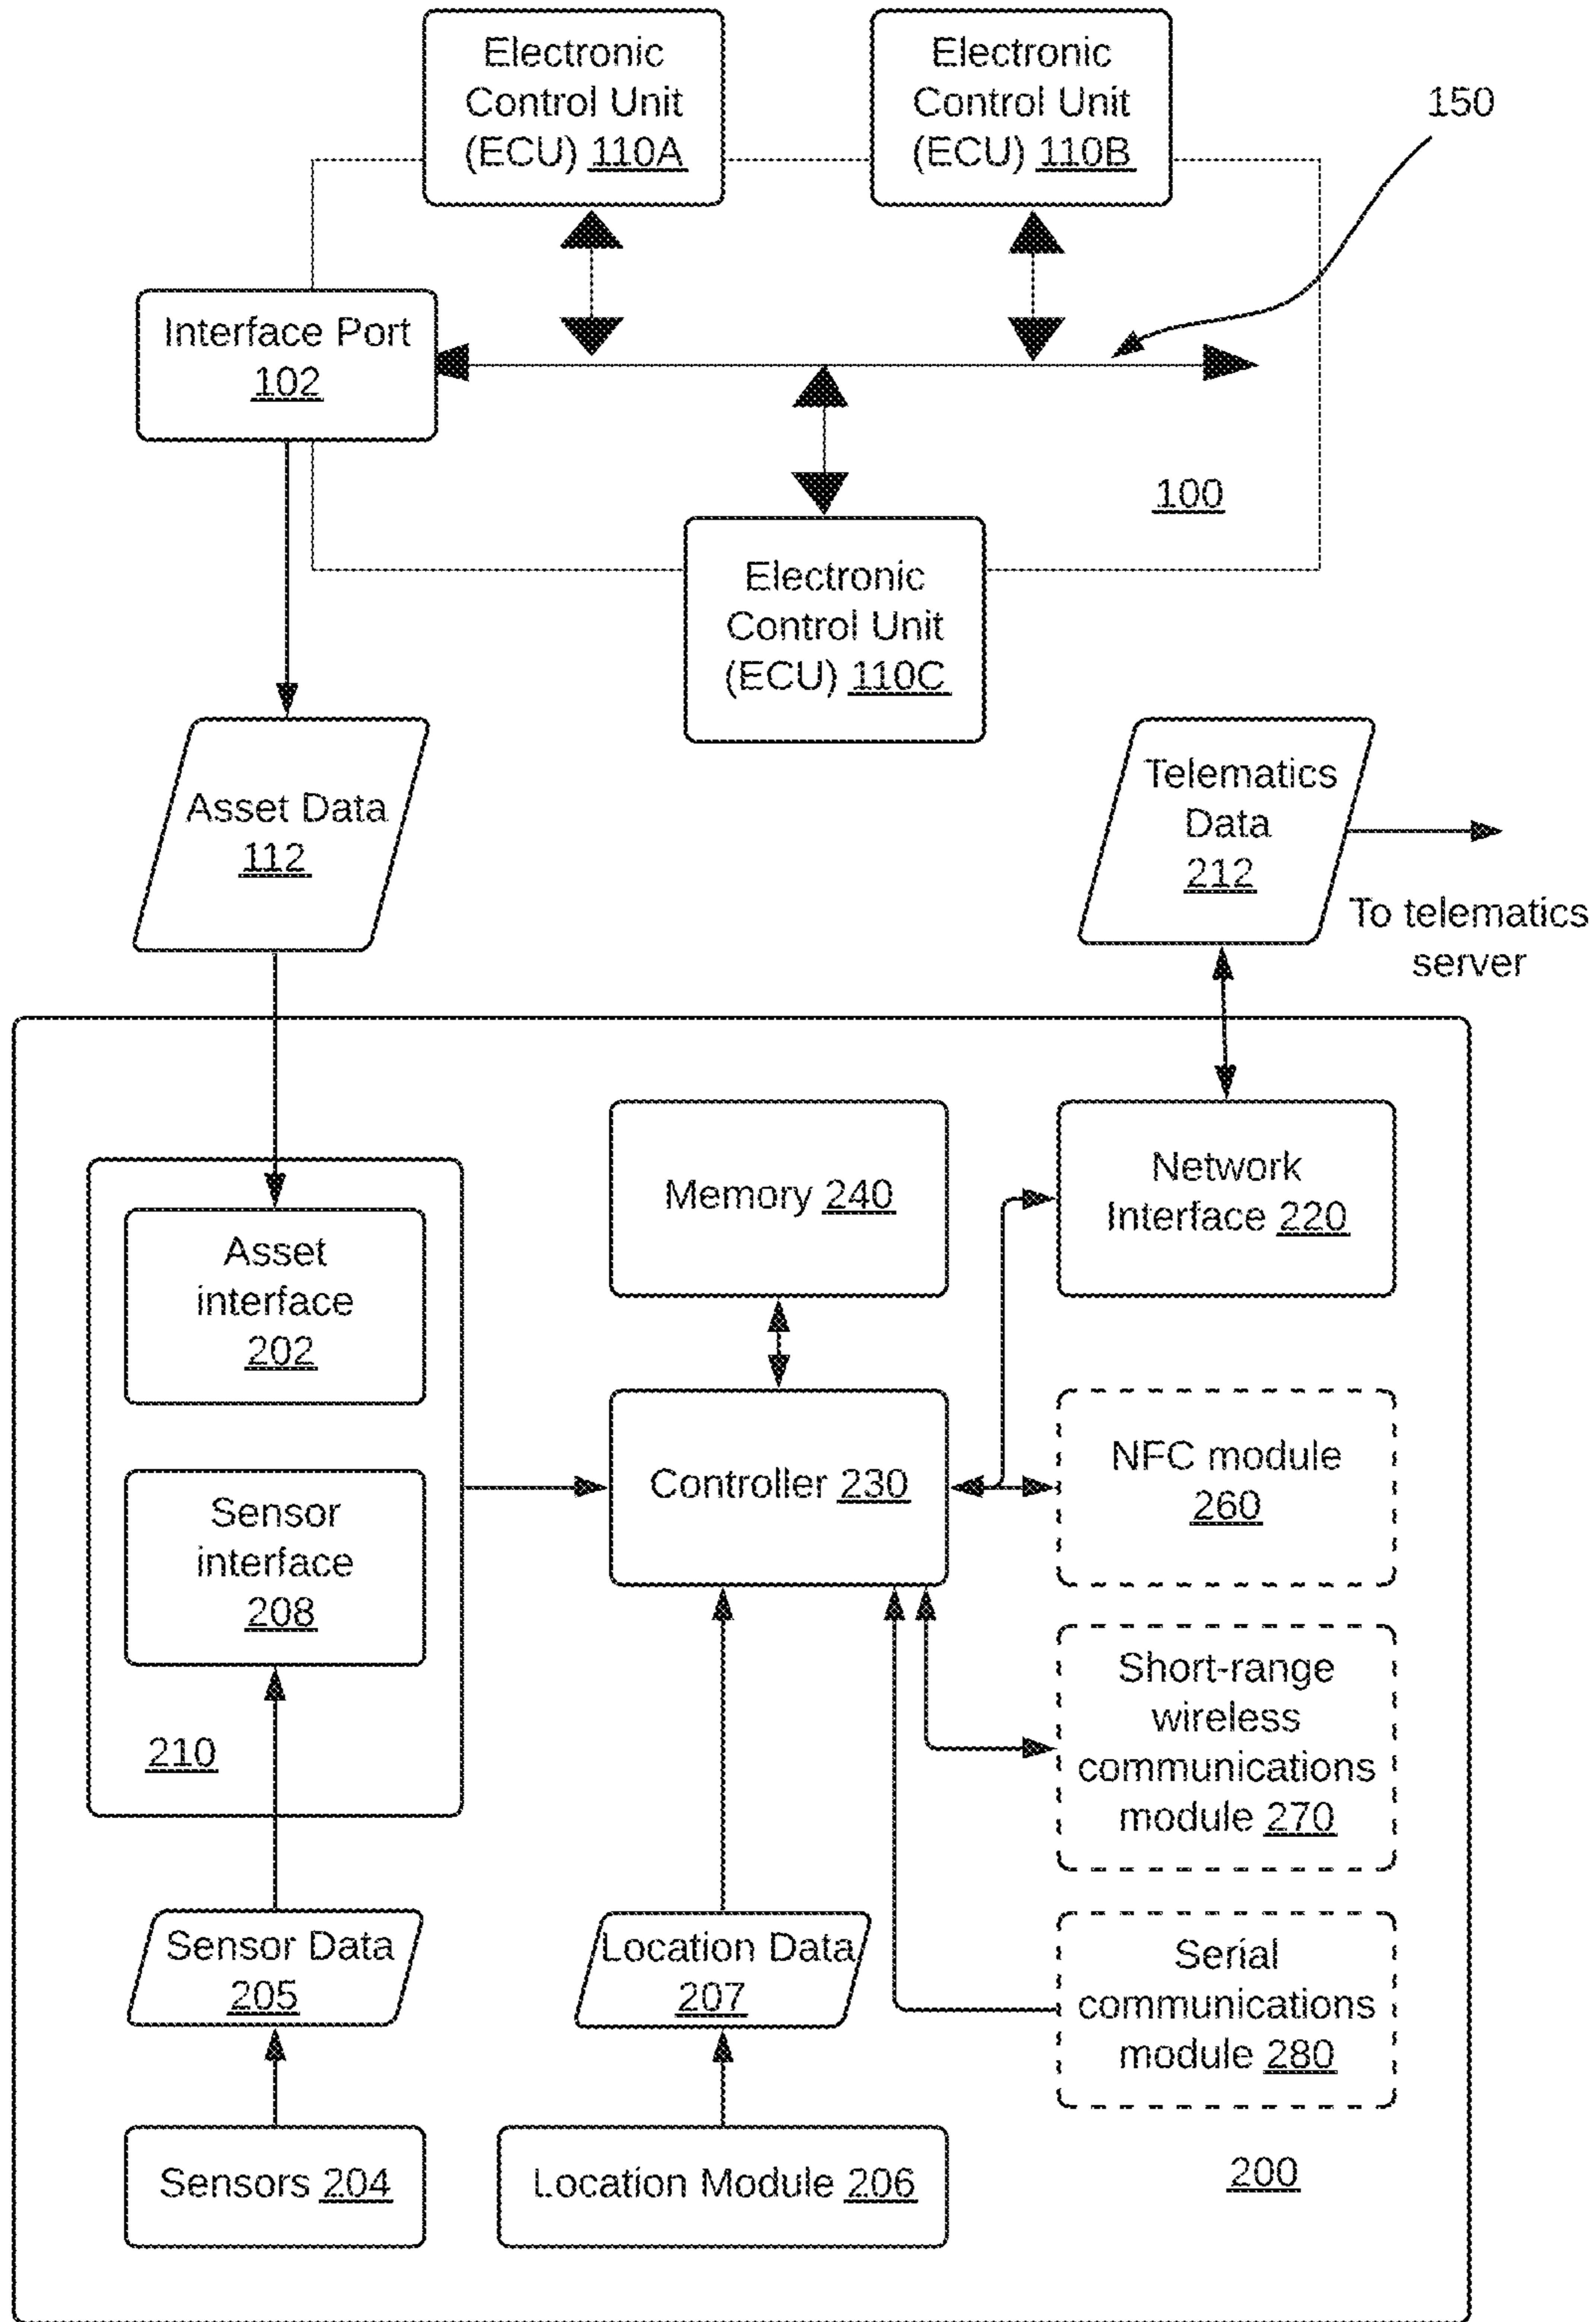 Electronic
Control Unit
(ECU) 110A
Electronic
Control Unit
(ECU) 110B
150
Interface Port
102
100
Electronic
Control Unit
(ECU) 110C
Asset Data
112
Telematics
Data
212
To telematics
server
Asset
interface
202
Memory 240
Network
Interface 220
Sensor
interface
208
Controller 230
NFC module
260
210
Short-range
wireless
communications
module 270
Sensor Data
205
Location Data
207
Serial
communications
module 280
Sensors 204
Location Module 206
200